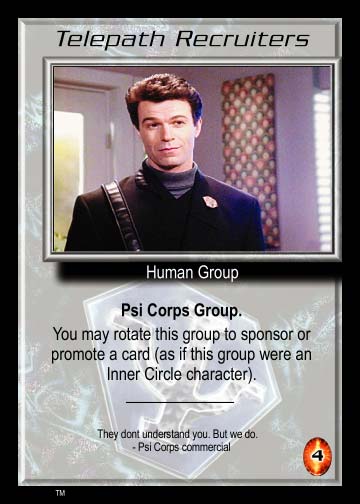 Telepath Recruiters
Human Group
Psi Corps Group.
You may rotate this group to sponsor or
promote a card (as if this group were an
Inner Circle character).
They dont understand you. But we do.
- Psi Corps commercial
4
TM